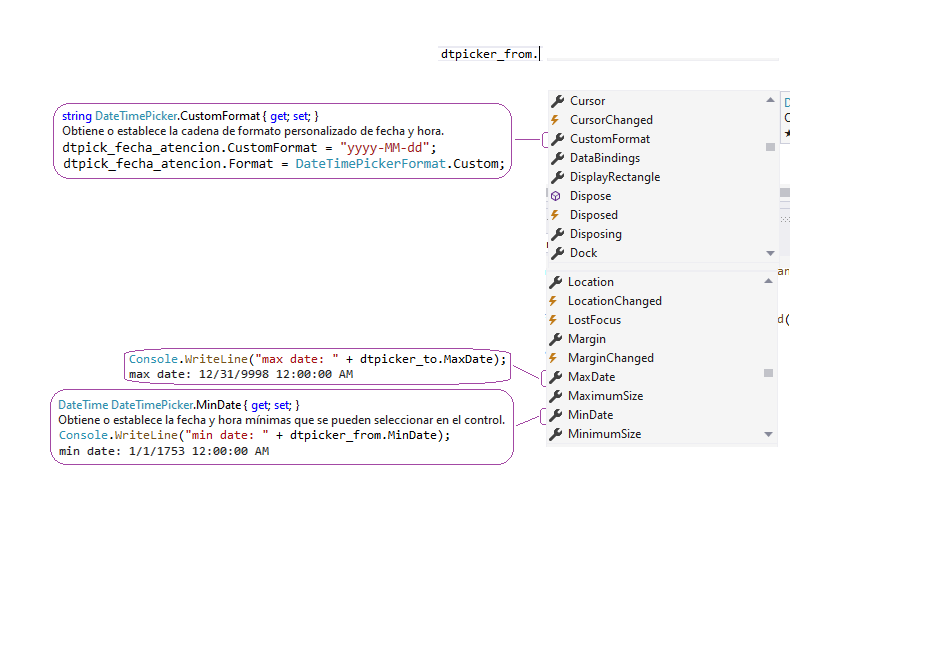 dtpicker_from.
string DateTimePicker.CustomFormat { get; set; }
Obtiene o establece la cadena de formato personalizado de fecha y hora.
dtpick_fecha_atencion.CustomFormat = "yyyy-MM-dd";
dtpick_fecha_atencion.Format = DateTimePickerFormat.Custom;
Cursor
CursorChanged
CustomFormat
DataBindings
DisplayRectangle
Dispose
Disposed
Disposing
Dock
Location
LocationChanged
LostFocus
Margin
MarginChanged
MaxDate
MaximumSize
MinDate
MinimumSize
Console.WriteLine("max date: " + dtpicker_to.MaxDate);
max date: 12/31/9998 12:00:00 AM
DateTime DateTimePicker.MinDate { get; set; }
Obtiene o establece la fecha y hora mínimas que se pueden seleccionar en el control.
Console.WriteLine("min date: " + dtpicker_from.MinDate);
min date: 1/1/1753 12:00:00 AM